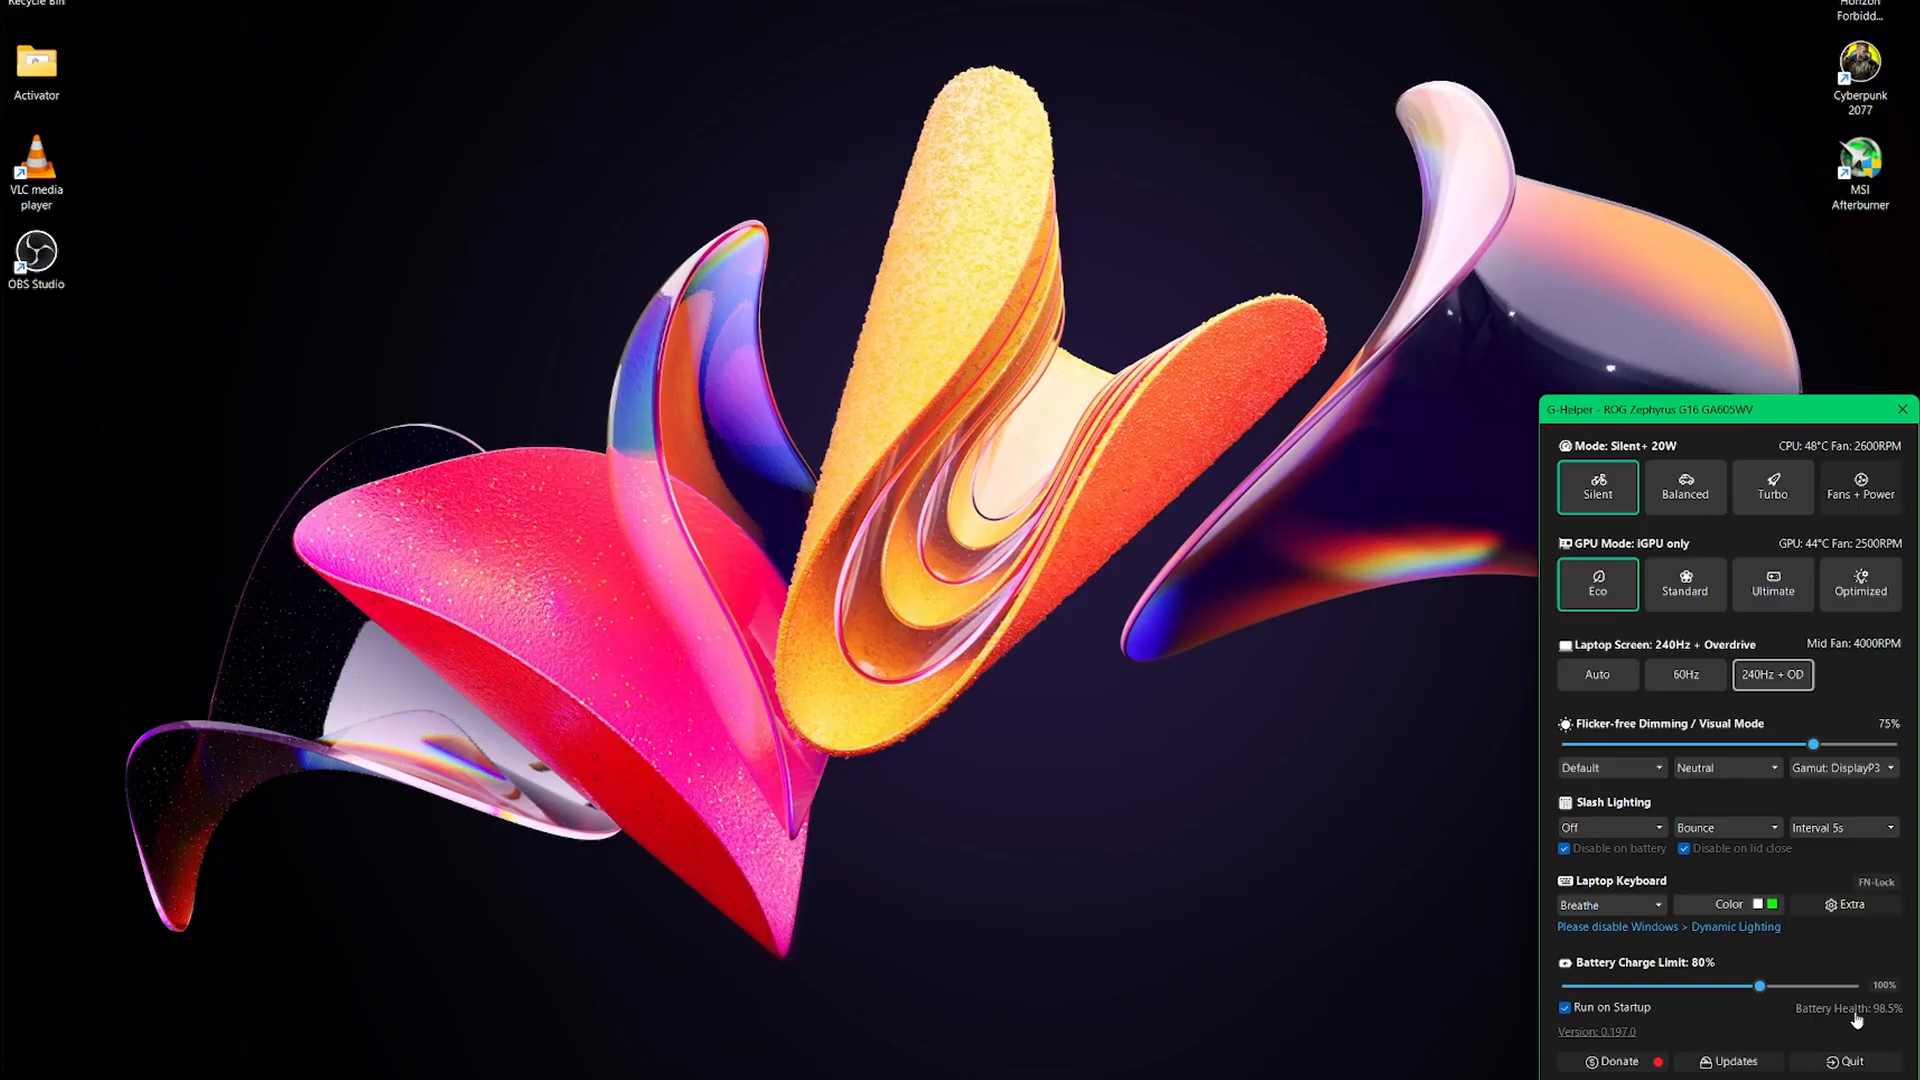 Recycle Bin
Activator
VLC media
player
OBS Studio
Horizon
Forbidd...
Cyberpunk
2077
MSI
Afterburner
G-Helper - ROG Zephyrus G16 GA605WV
Mode: Silent+ 20W
CPU: 48°C Fan: 2600RPM
Silent
Balanced
Turbo
Fans + Power
GPU Mode: iGPU only
GPU: 44°C Fan: 2500RPM
Eco
Standard
Ultimate
Optimized
Laptop Screen: 240Hz + Overdrive
Mid Fan: 4000RPM
Auto
60Hz
240Hz + OD
Flicker-free Dimming / Visual Mode
75%
Default
Neutral
Gamut: DisplayP3
Slash Lighting
Off
Bounce
Interval 5s
Disable on battery
Disable on lid close
Laptop Keyboard
FN-Lock
Breathe
Color
Extra
Please disable Windows > Dynamic Lighting
Battery Charge Limit: 80%
100%
Run on Startup
Battery Health: 98.5%
Version: 0.197.0
Donate
Updates
Quit